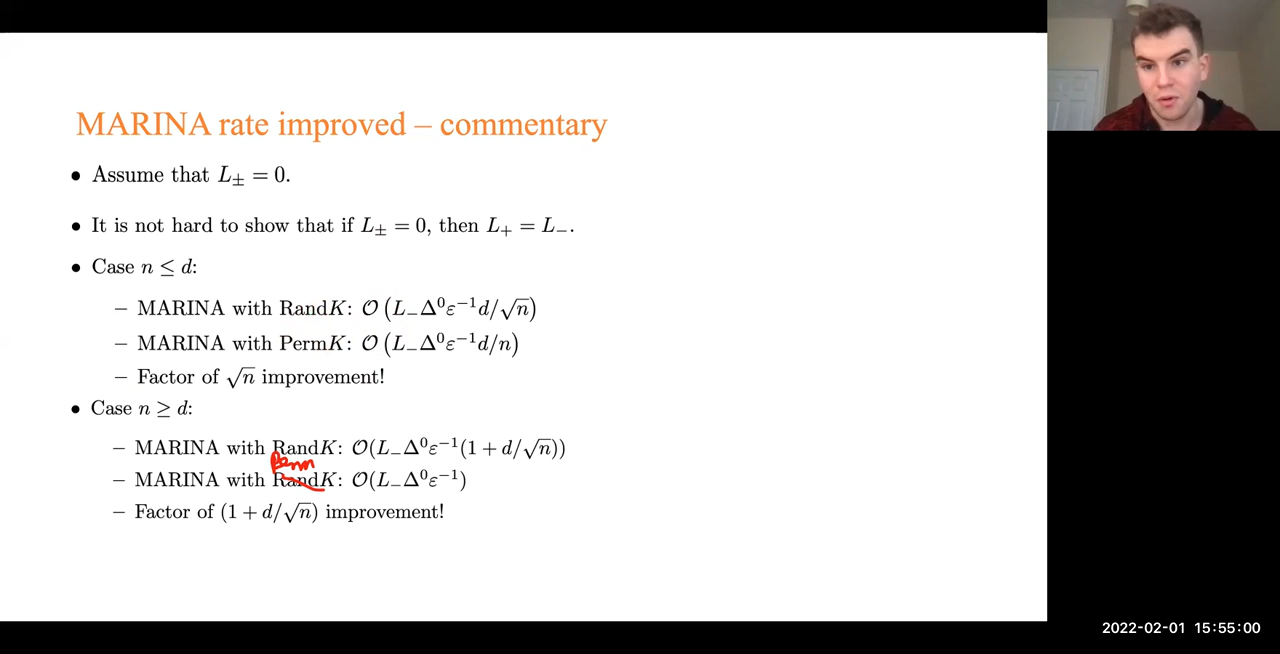 MARINA rate improved – commentary
• Assume that L± = 0.
• It is not hard to show that if L± = 0, then L₊ = L₋.
• Case n ≤ d:
– MARINA with RandK: 𝒪(L₋Δ⁰ε⁻¹d/√n)
– MARINA with PermK: 𝒪(L₋Δ⁰ε⁻¹d/n)
– Factor of √n improvement!
• Case n ≥ d:
– MARINA with RandK: 𝒪(L₋Δ⁰ε⁻¹(1 + d/√n))
Perm
– MARINA with RandK: 𝒪(L₋Δ⁰ε⁻¹)
– Factor of (1 + d/√n) improvement!
2022-02-01 15:55:00